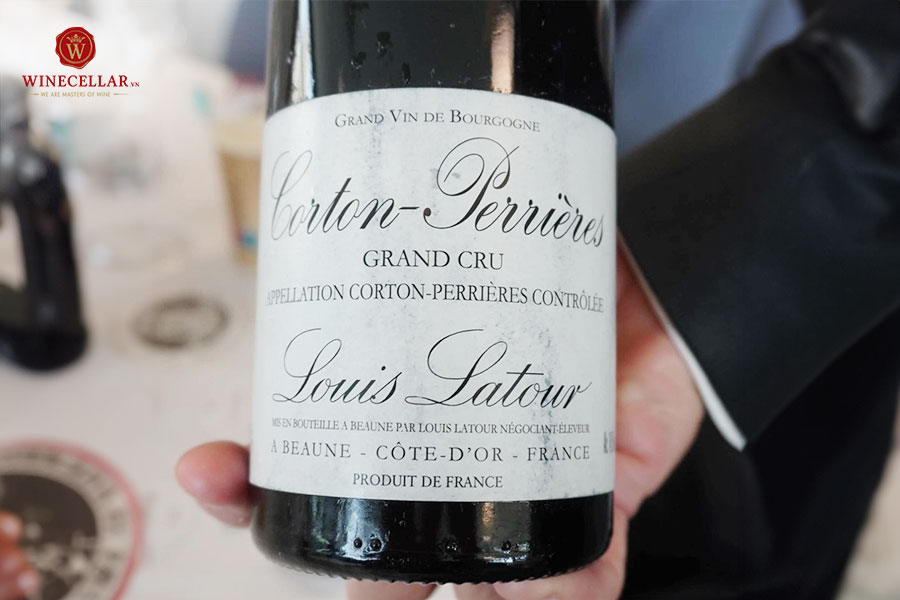 W
WINECELLAR.VN
WE ARE MASTERS OF WINE
GRAND VIN DE BOURGOGNE
Corton-Perrières
GRAND CRU
APPELLATION CORTON-PERRIÈRES CONTRÔLÉE
Louis Latour
MIS EN BOUTEILLE A BEAUNE PAR LOUIS LATOUR NÉGOCIANT-ÉLEVEUR
A BEAUNE - CÔTE-D'OR - FRANCE
PRODUIT DE FRANCE